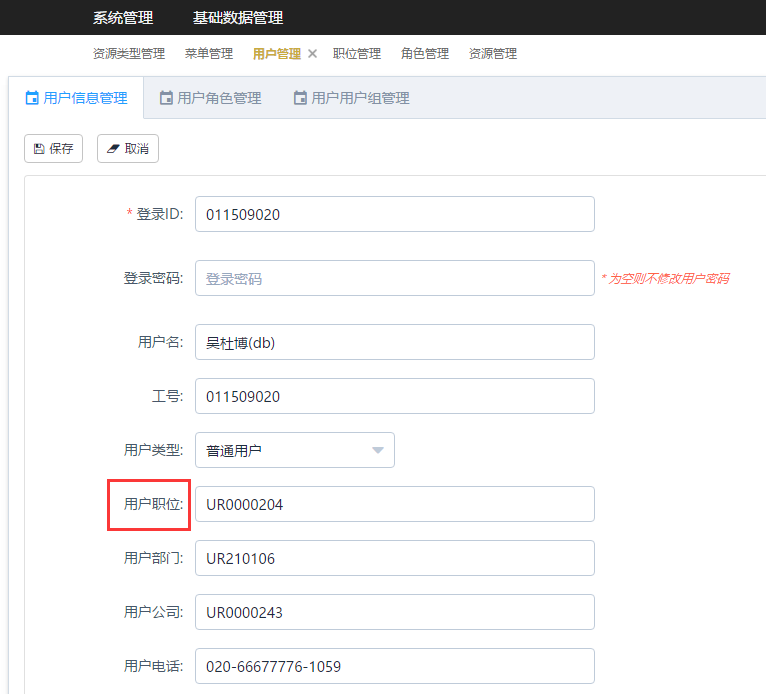 系统管理 基础数据管理
资源类型管理 菜单管理 用户管理 × 职位管理 角色管理 资源管理
用户信息管理 用户角色管理 用户用户组管理
保存 取消
* 登录ID: 011509020
登录密码: 登录密码 * 为空则不修改用户密码
用户名: 吴杜博(db)
工号: 011509020
用户类型: 普通用户
用户职位: UR0000204
用户部门: UR210106
用户公司: UR0000243
用户电话: 020-66677776-1059